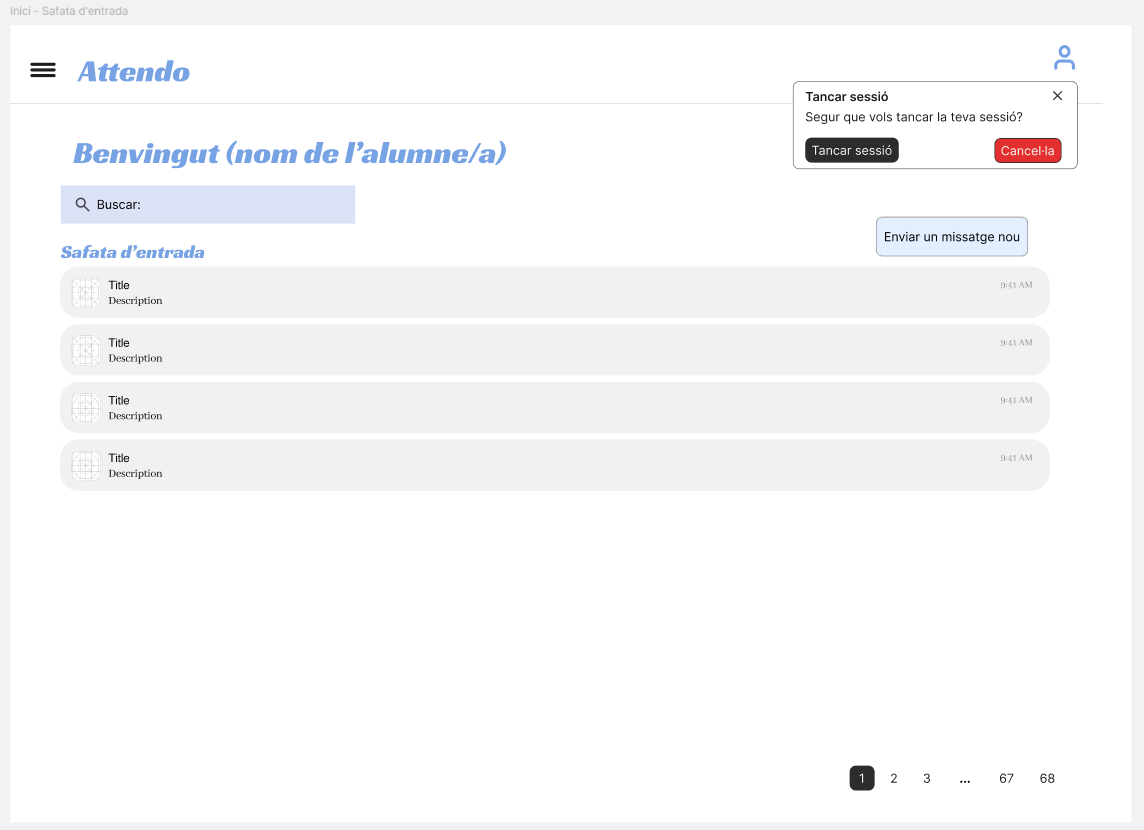 Inici - Safata d'entrada
Attendo
Tancar sessió
Segur que vols tancar la teva sessió?
Tancar sessió
Cancel·la
Benvingut (nom de l’alumne/a)
Buscar:
Enviar un missatge nou
Safata d’entrada
Title
9:41 AM
Description
Title
9:41 AM
Description
Title
9:41 AM
Description
Title
9:41 AM
Description
1 2 3 ... 67 68